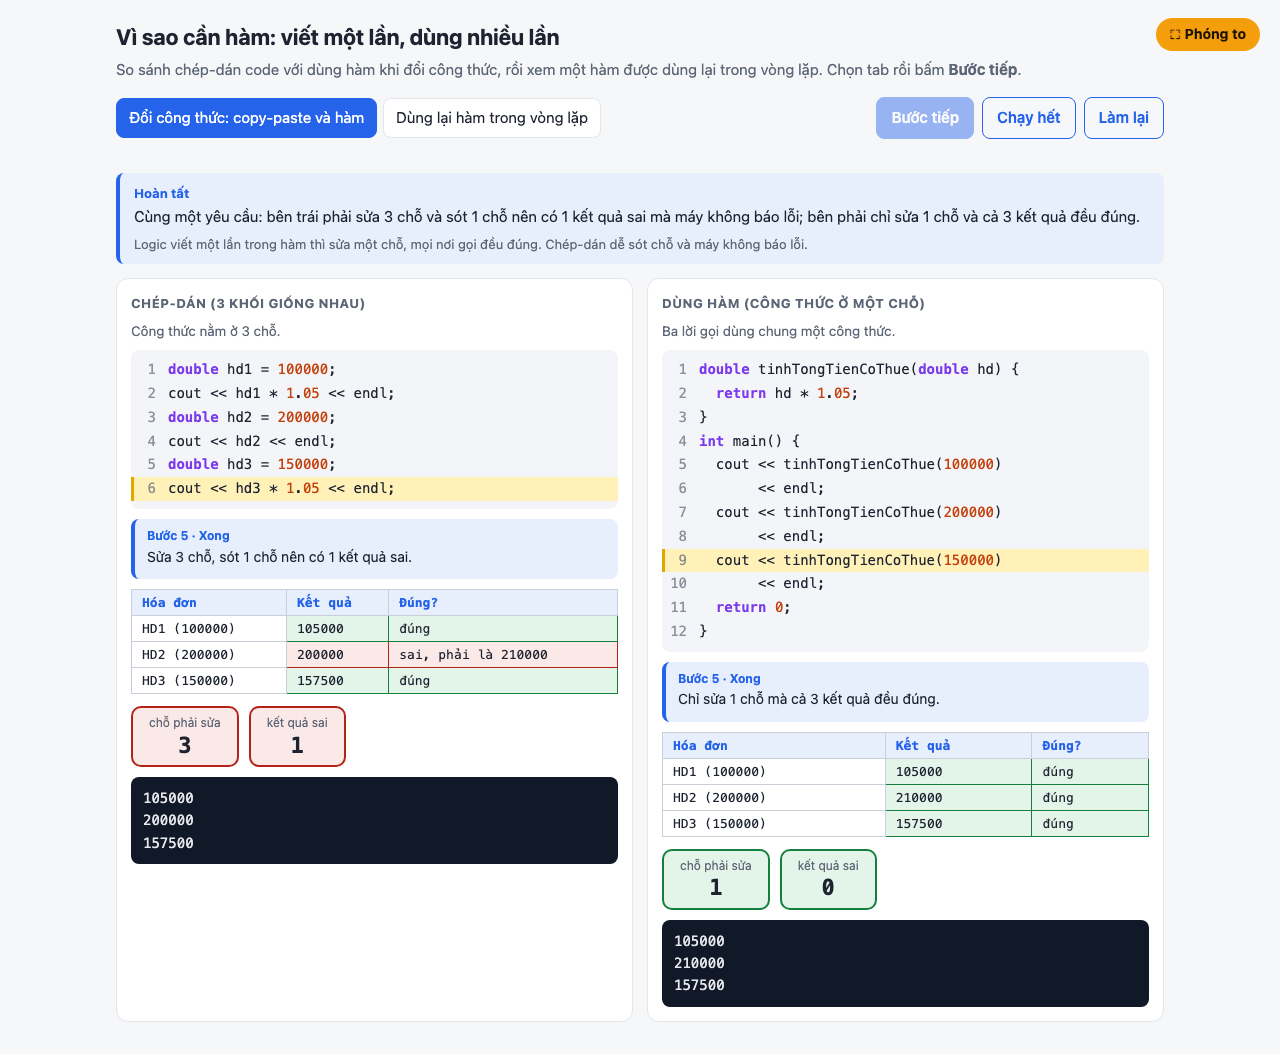 Vì sao cần hàm: viết một lần, dùng nhiều lần
Phóng to
So sánh chép-dán code với dùng hàm khi đổi công thức, rồi xem một hàm được dùng lại trong vòng lặp. Chọn tab rồi bấm Bước tiếp.
Đổi công thức: copy-paste và hàm
Dùng lại hàm trong vòng lặp
Bước tiếp
Chạy hết
Làm lại
Hoàn tất
Cùng một yêu cầu: bên trái phải sửa 3 chỗ và sót 1 chỗ nên có 1 kết quả sai mà máy không báo lỗi; bên phải chỉ sửa 1 chỗ và cả 3 kết quả đều đúng.
Logic viết một lần trong hàm thì sửa một chỗ, mọi nơi gọi đều đúng. Chép-dán dễ sót chỗ và máy không báo lỗi.
CHÉP-DÁN (3 KHỐI GIỐNG NHAU)
Công thức nằm ở 3 chỗ.
1 double hd1 = 100000;
2 cout << hd1 * 1.05 << endl;
3 double hd2 = 200000;
4 cout << hd2 << endl;
5 double hd3 = 150000;
6 cout << hd3 * 1.05 << endl;
Bước 5 · Xong
Sửa 3 chỗ, sót 1 chỗ nên có 1 kết quả sai.
Hóa đơn Kết quả Đúng?
HD1 (100000) 105000 đúng
HD2 (200000) 200000 sai, phải là 210000
HD3 (150000) 157500 đúng
chỗ phải sửa
3
kết quả sai
1
105000
200000
157500
DÙNG HÀM (CÔNG THỨC Ở MỘT CHỖ)
Ba lời gọi dùng chung một công thức.
1 double tinhTongTienCoThue(double hd) {
2 return hd * 1.05;
3 }
4 int main() {
5 cout << tinhTongTienCoThue(100000)
6 << endl;
7 cout << tinhTongTienCoThue(200000)
8 << endl;
9 cout << tinhTongTienCoThue(150000)
10 << endl;
11 return 0;
12 }
Bước 5 · Xong
Chỉ sửa 1 chỗ mà cả 3 kết quả đều đúng.
Hóa đơn Kết quả Đúng?
HD1 (100000) 105000 đúng
HD2 (200000) 210000 đúng
HD3 (150000) 157500 đúng
chỗ phải sửa
1
kết quả sai
0
105000
210000
157500